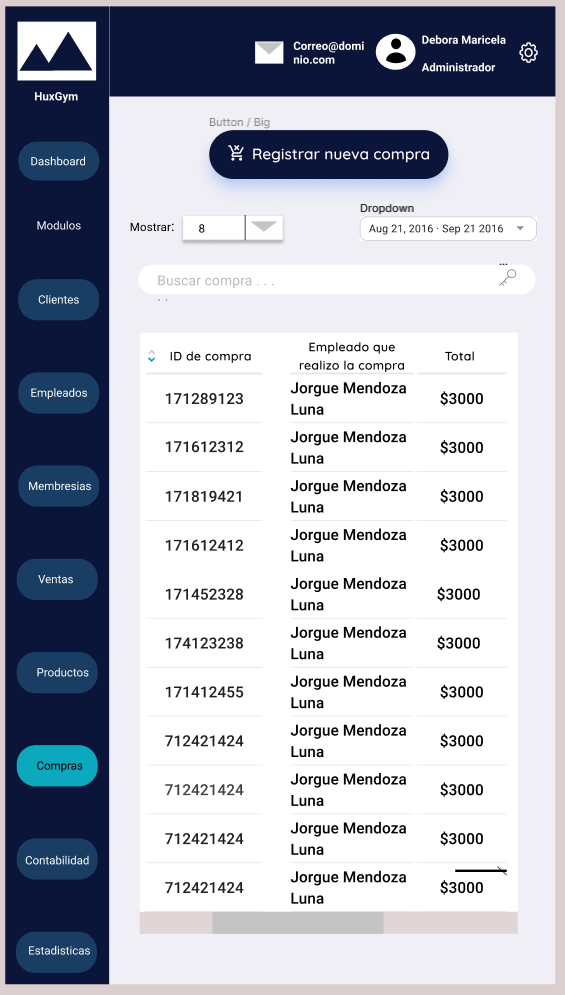 HuxGym
Correo@domi
nio.com
Debora Maricela
Administrador
Dashboard
Modulos
Clientes
Empleados
Membresias
Ventas
Productos
Compras
Contabilidad
Estadisticas
Button / Big
Registrar nueva compra
Mostrar:
8
Dropdown
Aug 21, 2016 · Sep 21 2016
...
Buscar compra . . .
. .
ID de compra
Empleado que
realizo la compra
Total
171289123
Jorgue Mendoza
Luna
$3000
171612312
Jorgue Mendoza
Luna
$3000
171819421
Jorgue Mendoza
Luna
$3000
171612412
Jorgue Mendoza
Luna
$3000
171452328
Jorgue Mendoza
Luna
$3000
174123238
Jorgue Mendoza
Luna
$3000
171412455
Jorgue Mendoza
Luna
$3000
712421424
Jorgue Mendoza
Luna
$3000
712421424
Jorgue Mendoza
Luna
$3000
712421424
Jorgue Mendoza
Luna
$3000
712421424
Jorgue Mendoza
Luna
$3000